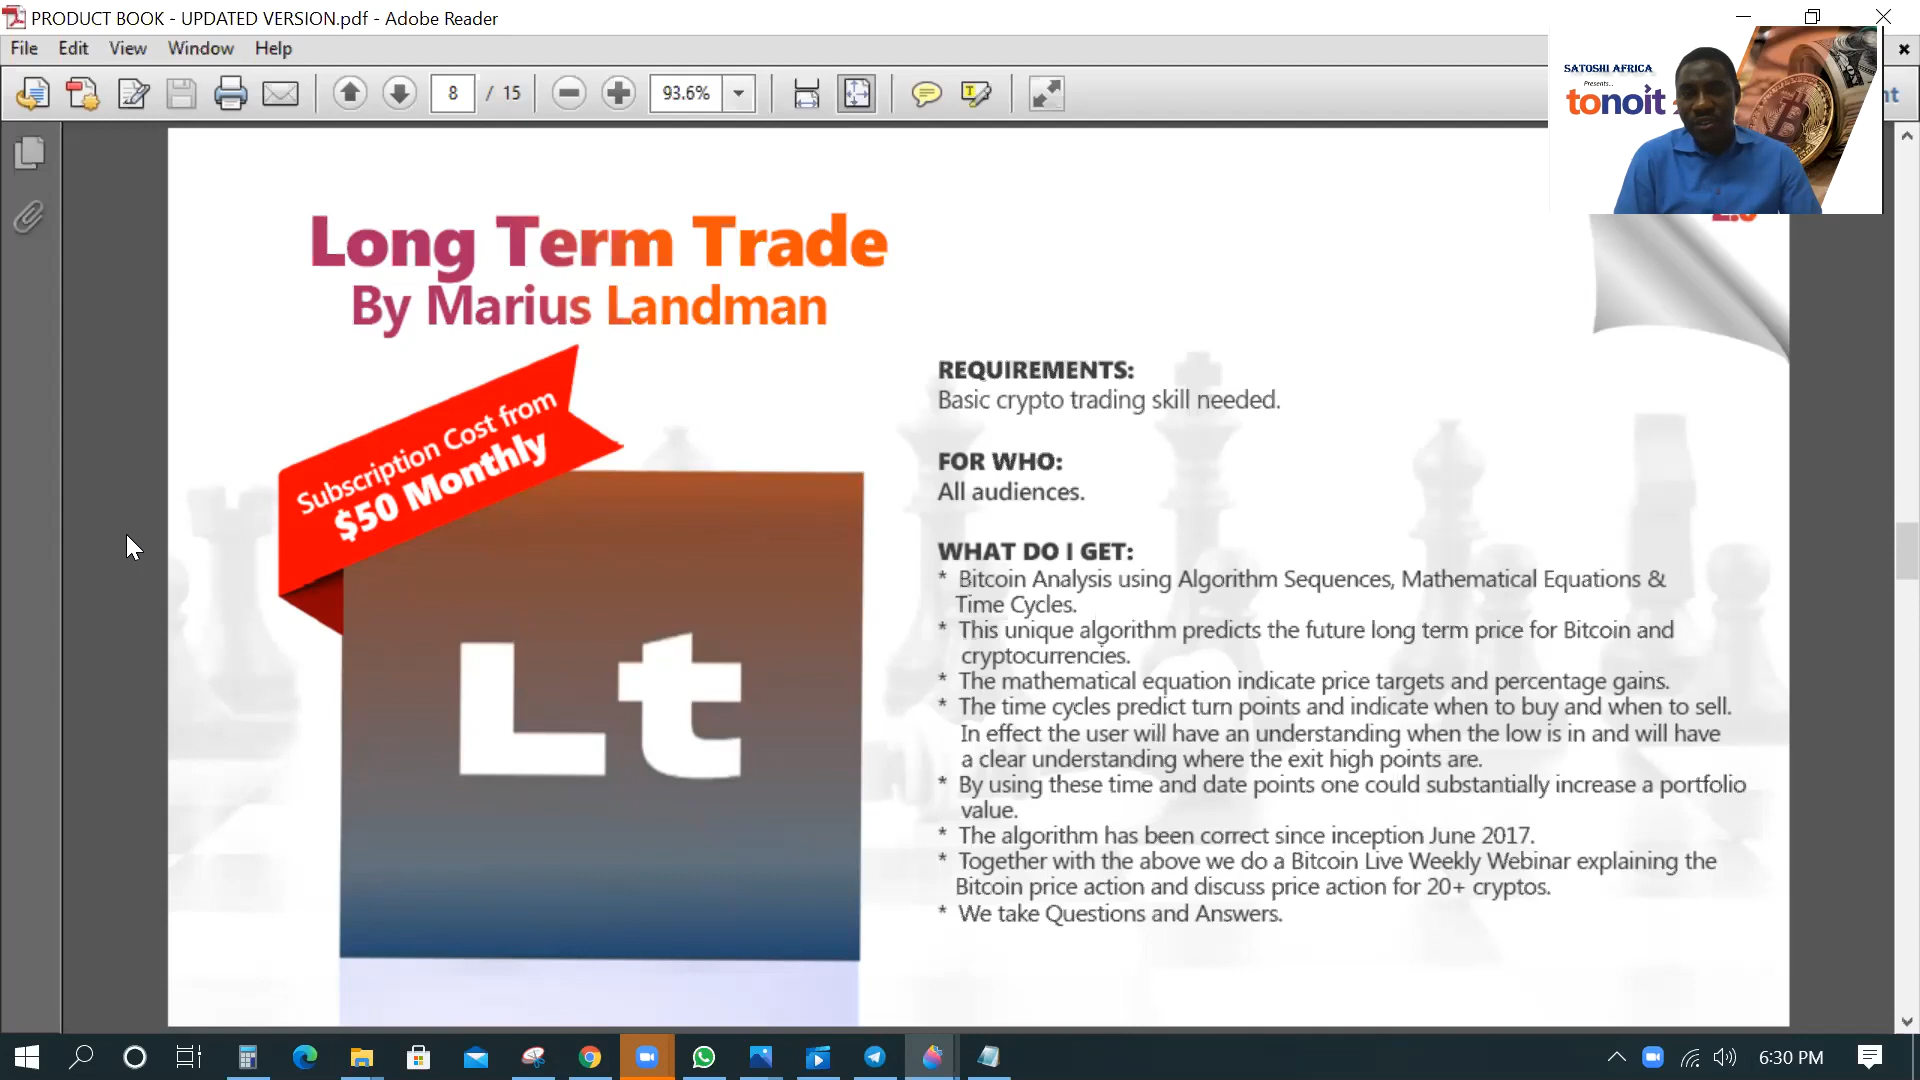 PRODUCT BOOK - UPDATED VERSION.pdf - Adobe Reader
File Edit View Window Help
8 / 15 93.6%
SATOSHI AFRICA
Presents...
tonoit
nt
2.0
Long Term Trade
By Marius Landman
Subscription Cost from
$50 Monthly
Lt
REQUIREMENTS:
Basic crypto trading skill needed.
FOR WHO:
All audiences.
WHAT DO I GET:
* Bitcoin Analysis using Algorithm Sequences, Mathematical Equations &
Time Cycles.
* This unique algorithm predicts the future long term price for Bitcoin and
cryptocurrencies.
* The mathematical equation indicate price targets and percentage gains.
* The time cycles predict turn points and indicate when to buy and when to sell.
In effect the user will have an understanding when the low is in and will have
a clear understanding where the exit high points are.
* By using these time and date points one could substantially increase a portfolio
value.
* The algorithm has been correct since inception June 2017.
* Together with the above we do a Bitcoin Live Weekly Webinar explaining the
Bitcoin price action and discuss price action for 20+ cryptos.
* We take Questions and Answers.
6:30 PM